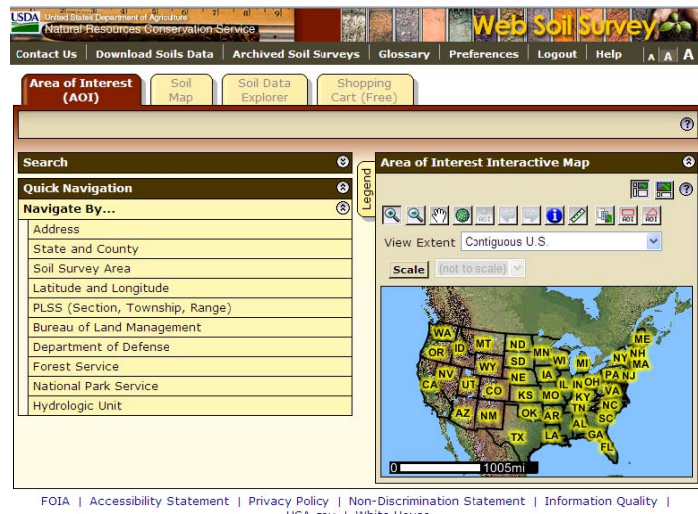 USDA United States Department of Agriculture
Natural Resources Conservation Service
Web Soil Survey
Contact Us | Download Soils Data | Archived Soil Surveys | Glossary | Preferences | Logout | Help | A A A
Area of Interest (AOI)
Soil Map
Soil Data Explorer
Shopping Cart (Free)
Search
Quick Navigation
Navigate By...
Address
State and County
Soil Survey Area
Latitude and Longitude
PLSS (Section, Township, Range)
Bureau of Land Management
Department of Defense
Forest Service
National Park Service
Hydrologic Unit
Legend
Area of Interest Interactive Map
AOI AOI AOI
View Extent Contiguous U.S.
Scale (not to scale)
WA MT ND MN ME
OR ID WY SD WI MI NY NH MA
NV UT CO NE IA IL IN OH PA NJ
CA KS MO KY VA
AZ NM OK AR TN NC SC
TX LA AL GA FL
0 1005mi
FOIA | Accessibility Statement | Privacy Policy | Non-Discrimination Statement | Information Quality |